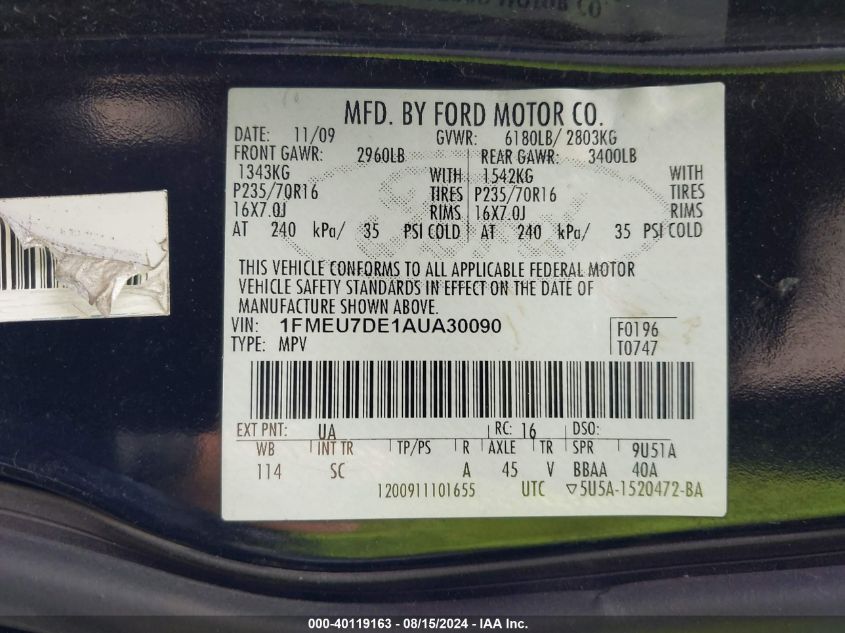 MFD. BY FORD MOTOR CO.
DATE: 11/09 GVWR: 6180LB/ 2803KG
FRONT GAWR: 2960LB REAR GAWR: 3400LB
1343KG WITH 1542KG WITH
P235/70R16 TIRES P235/70R16 TIRES
16X7.0J RIMS 16X7.0J RIMS
AT 240 kPa/ 35 PSI COLD AT 240 kPa/ 35 PSI COLD
THIS VEHICLE CONFORMS TO ALL APPLICABLE FEDERAL MOTOR
VEHICLE SAFETY STANDARDS IN EFFECT ON THE DATE OF
MANUFACTURE SHOWN ABOVE.
VIN: 1FMEU7DE1AUA30090 F0196
TYPE: MPV T0747
EXT PNT: UA RC: 16 DSO:
WB INT TR TP/PS R AXLE TR SPR 9U51A
114 SC A 45 V BBAA 40A
1200911101655 UTC ▽5U5A-1520472-BA
000-40119163 - 08/15/2024 - IAA Inc.